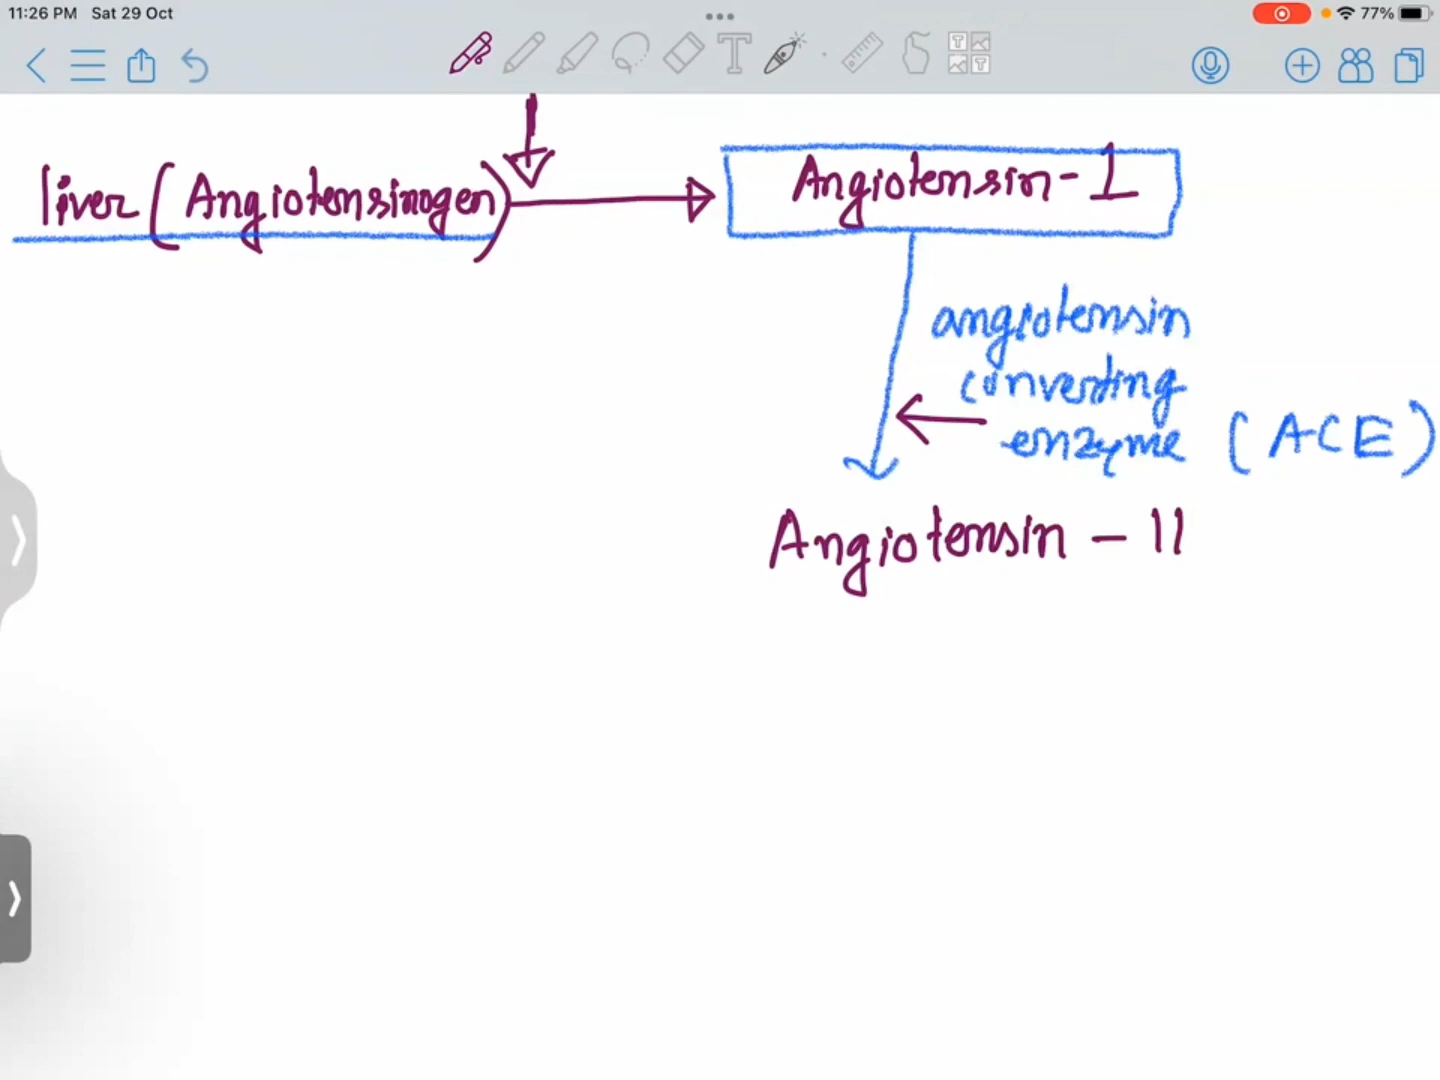 11:26 PM Sat 29 Oct 77%
liver (Angiotensinogen) Angiotensin-I
angiotensin
converting
enzyme (ACE)
Angiotensin - II